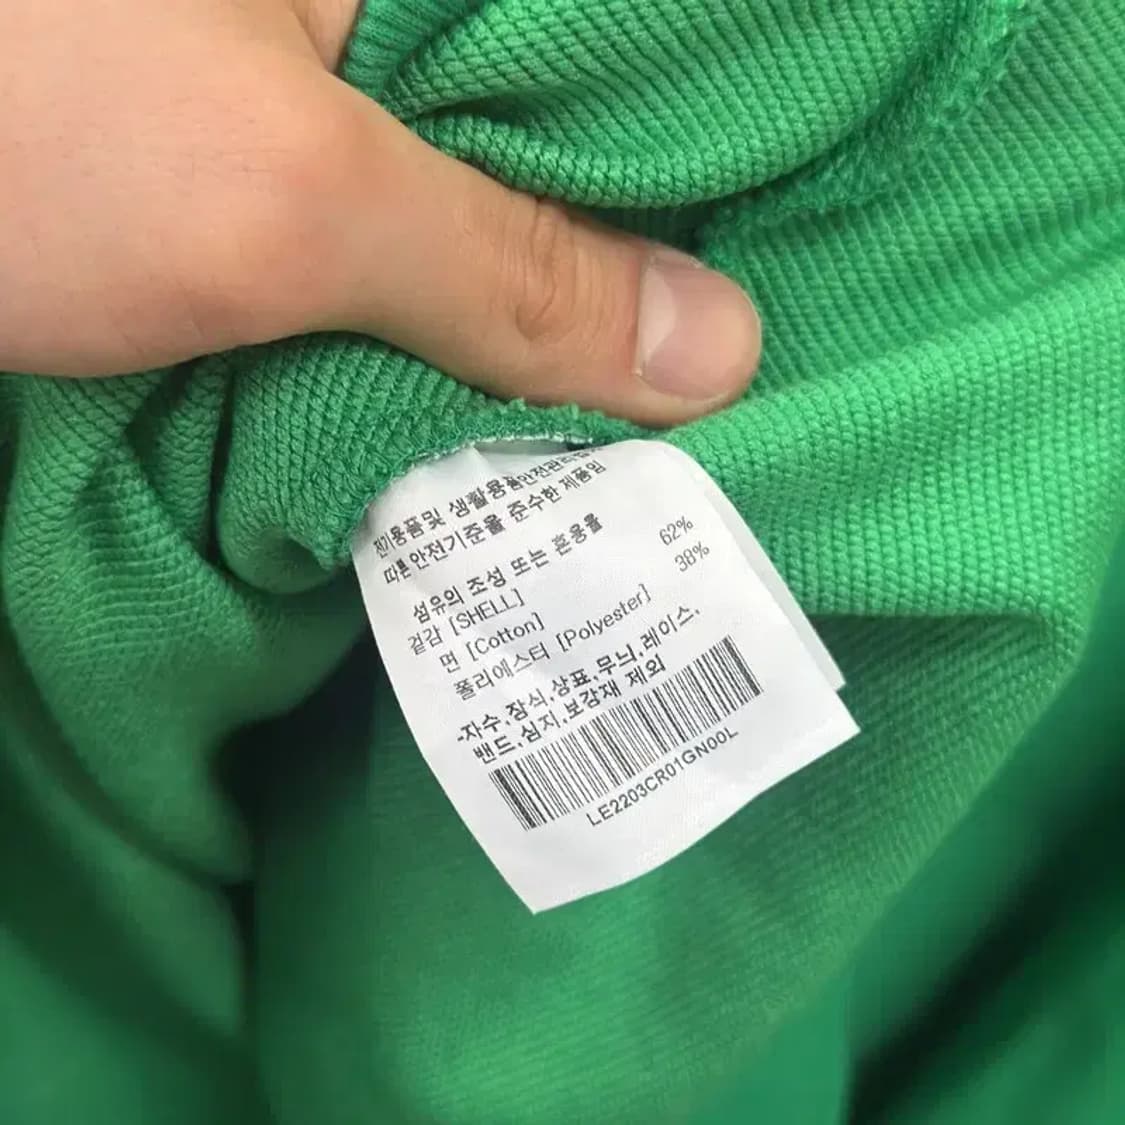 전기용품및 생활용품안전관리법에
따른안전기준을 준수한 제품임
섬유의 조성 또는 혼용률
겉감 [SHELL]
면 [Cotton] 62%
폴리에스터 [Polyester] 38%
-자수,장식,상표,무늬,레이스,
밴드,심지,보강재 제외
LE2203CR01GN00L